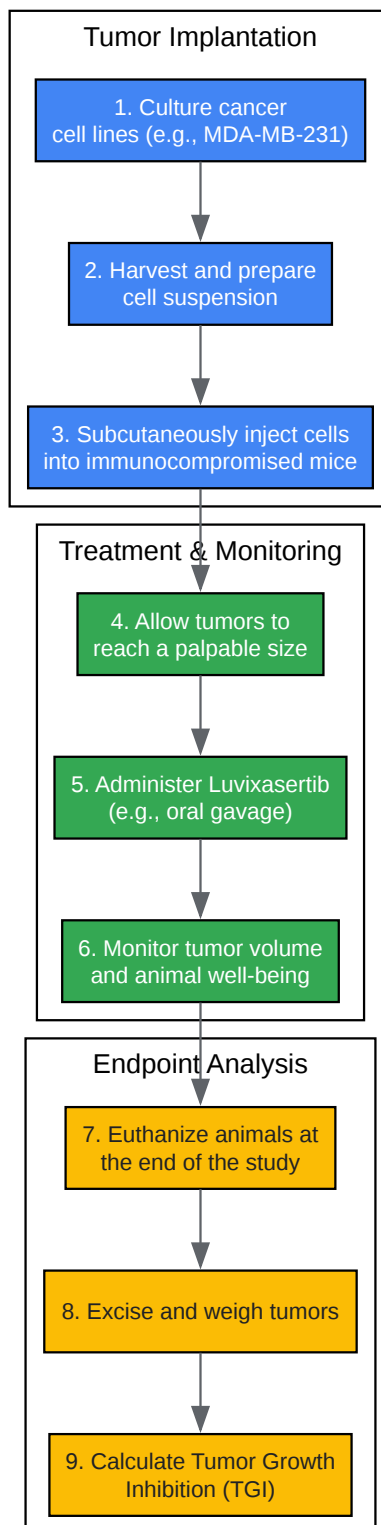 Tumor Implantation
1. Culture cancer
cell lines (e.g., MDA-MB-231)
2. Harvest and prepare
cell suspension
3. Subcutaneously inject cells
into immunocompromised mice
Treatment & Monitoring
4. Allow tumors to
reach a palpable size
5. Administer Luvixasertib
(e.g., oral gavage)
6. Monitor tumor volume
and animal well-being
Endpoint Analysis
7. Euthanize animals at
the end of the study
8. Excise and weigh tumors
9. Calculate Tumor Growth
Inhibition (TGI)